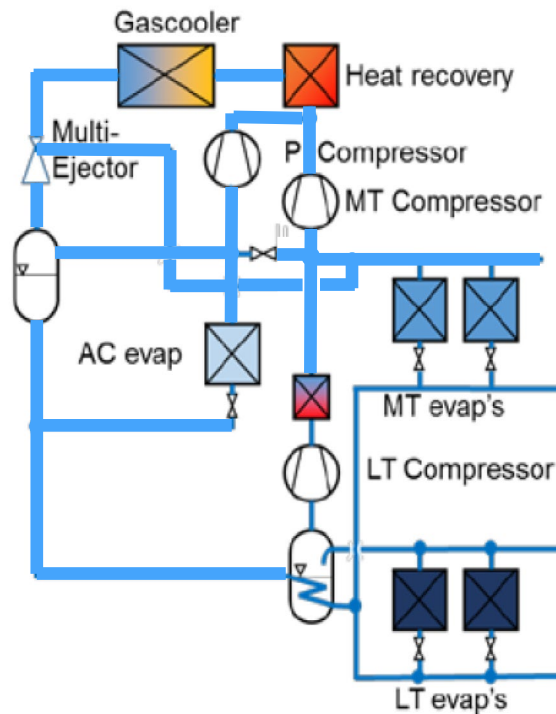 Gascooler
Heat recovery
Multi-
Ejector
P Compressor
MT Compressor
AC evap
MT evap's
LT Compressor
LT evap's